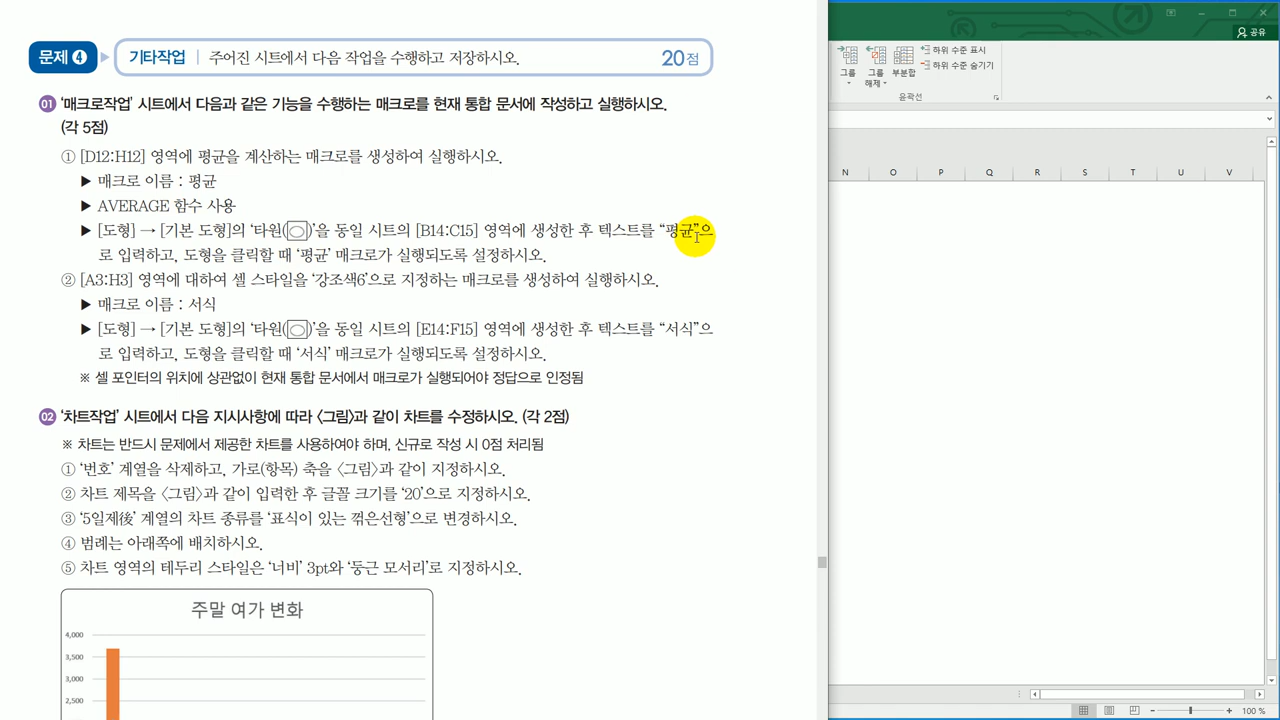 문제 4 기타작업 주어진 시트에서 다음 작업을 수행하고 저장하시오. 20점
01 '매크로작업' 시트에서 다음과 같은 기능을 수행하는 매크로를 현재 통합 문서에 작성하고 실행하시오.
(각 5점)
① [D12:H12] 영역에 평균을 계산하는 매크로를 생성하여 실행하시오.
▶ 매크로 이름 : 평균
▶ AVERAGE 함수 사용
▶ [도형] → [기본 도형]의 '타원(○)'을 동일 시트의 [B14:C15] 영역에 생성한 후 텍스트를 "평균"으
로 입력하고, 도형을 클릭할 때 '평균' 매크로가 실행되도록 설정하시오.
② [A3:H3] 영역에 대하여 셀 스타일을 '강조색6'으로 지정하는 매크로를 생성하여 실행하시오.
▶ 매크로 이름 : 서식
▶ [도형] → [기본 도형]의 '타원(○)'을 동일 시트의 [E14:F15] 영역에 생성한 후 텍스트를 "서식"으
로 입력하고, 도형을 클릭할 때 '서식' 매크로가 실행되도록 설정하시오.
※ 셀 포인터의 위치에 상관없이 현재 통합 문서에서 매크로가 실행되어야 정답으로 인정됨
02 '차트작업' 시트에서 다음 지시사항에 따라 〈그림〉과 같이 차트를 수정하시오. (각 2점)
※ 차트는 반드시 문제에서 제공한 차트를 사용하여야 하며, 신규로 작성 시 0점 처리됨
① '번호' 계열을 삭제하고, 가로(항목) 축을 〈그림〉과 같이 지정하시오.
② 차트 제목을 〈그림〉과 같이 입력한 후 글꼴 크기를 '20'으로 지정하시오.
③ '5일제後' 계열의 차트 종류를 '표식이 있는 꺾은선형'으로 변경하시오.
④ 범례는 아래쪽에 배치하시오.
⑤ 차트 영역의 테두리 스타일은 '너비' 3pt와 '둥근 모서리'로 지정하시오.
주말 여가 변화
4,000
3,500
3,000
2,500
공유
그룹 그룹 해제 부분합 하위 수준 표시
하위 수준 숨기기
윤곽선
N O P Q R S T U V
100 %